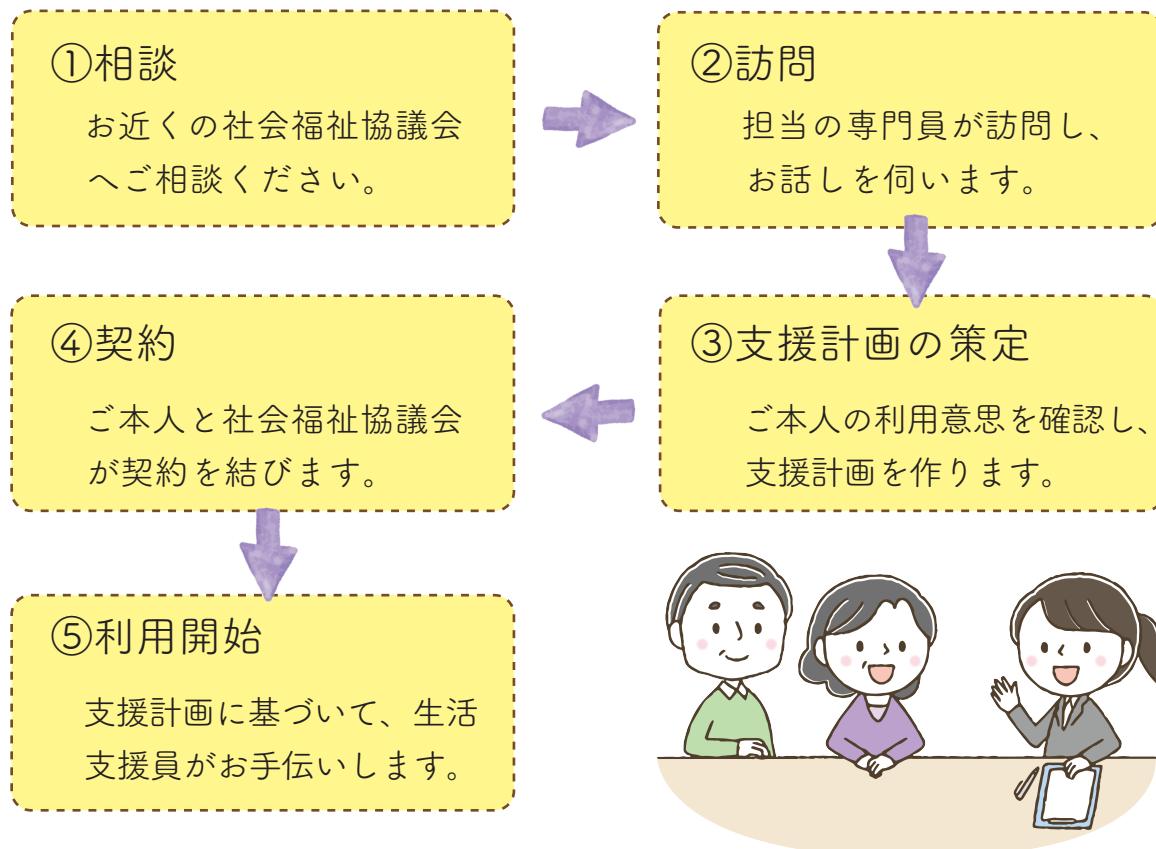 ①相談
お近くの社会福祉協議会
へご相談ください。
②訪問
担当の専門員が訪問し、
お話しを伺います。
③支援計画の策定
ご本人の利用意思を確認し、
支援計画を作ります。
④契約
ご本人と社会福祉協議会
が契約を結びます。
⑤利用開始
支援計画に基づいて、生活
支援員がお手伝いします。